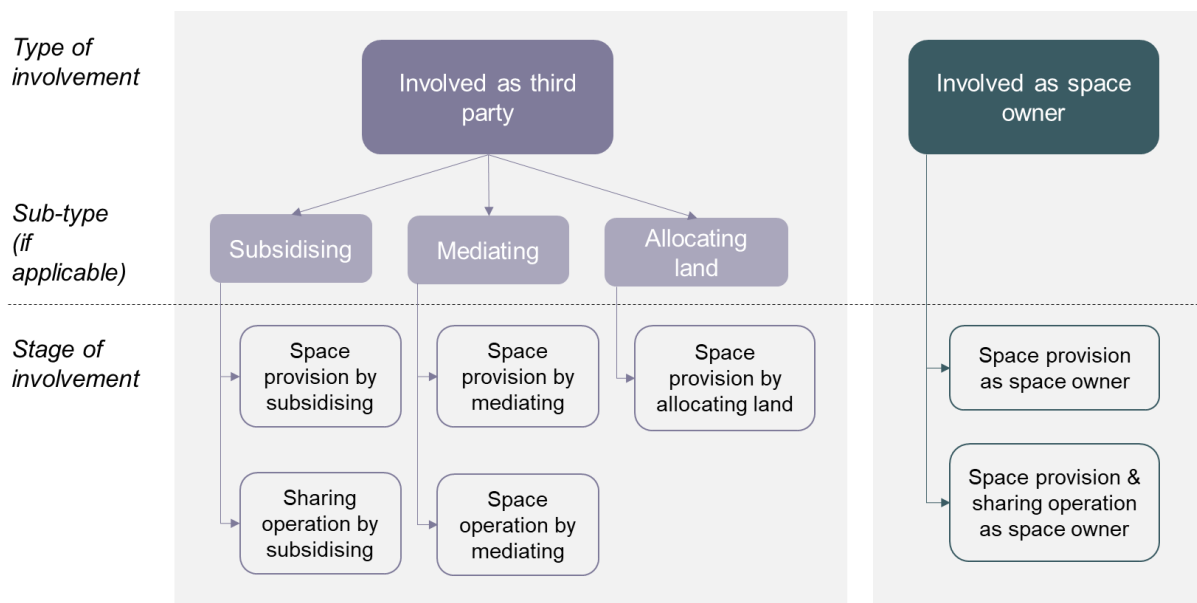 Type of
involvement
Involved as third
party
Involved as space
owner
Sub-type
(if
applicable)
Subsidising
Mediating
Allocating
land
Stage of
involvement
Space
provision by
subsidising
Space
provision by
mediating
Space
provision by
allocating land
Space provision
as space owner
Sharing
operation by
subsidising
Space
operation by
mediating
Space provision &
sharing operation
as space owner